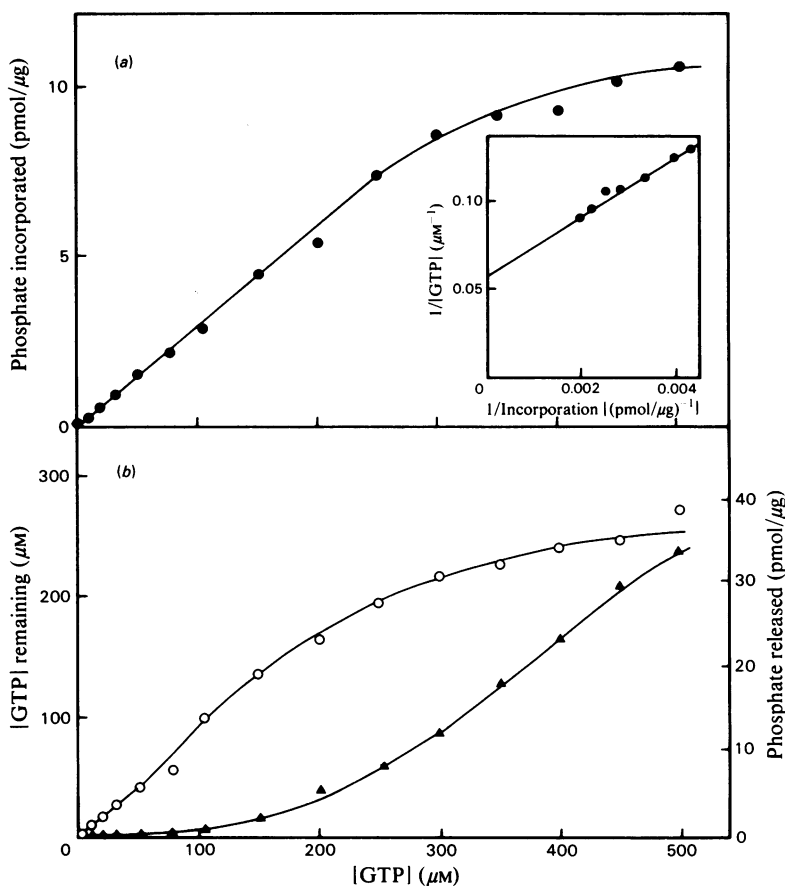 (a)
Phosphate incorporated (pmol/µg)
10
5
0
1/|GTP| (µM⁻¹)
0.10
0.05
0
0.002
0.004
1/Incorporation |(pmol/µg)⁻¹|
(b)
|GTP| remaining (µM)
300
200
100
Phosphate released (pmol/µg)
40
30
20
10
0
0
100
200
300
400
500
|GTP| (µM)